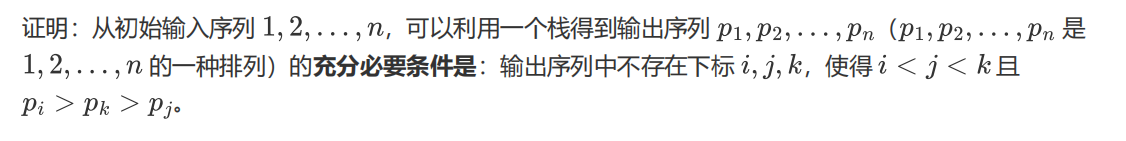 证明：从初始输入序列 1, 2, . . . , n，可以利用一个栈得到输出序列 p₁, p₂, . . . , pₙ（p₁, p₂, . . . , pₙ 是
1, 2, . . . , n 的一种排列）的充分必要条件是：输出序列中不存在下标 i, j, k，使得 i < j < k 且
pᵢ > pₖ > pⱼ。